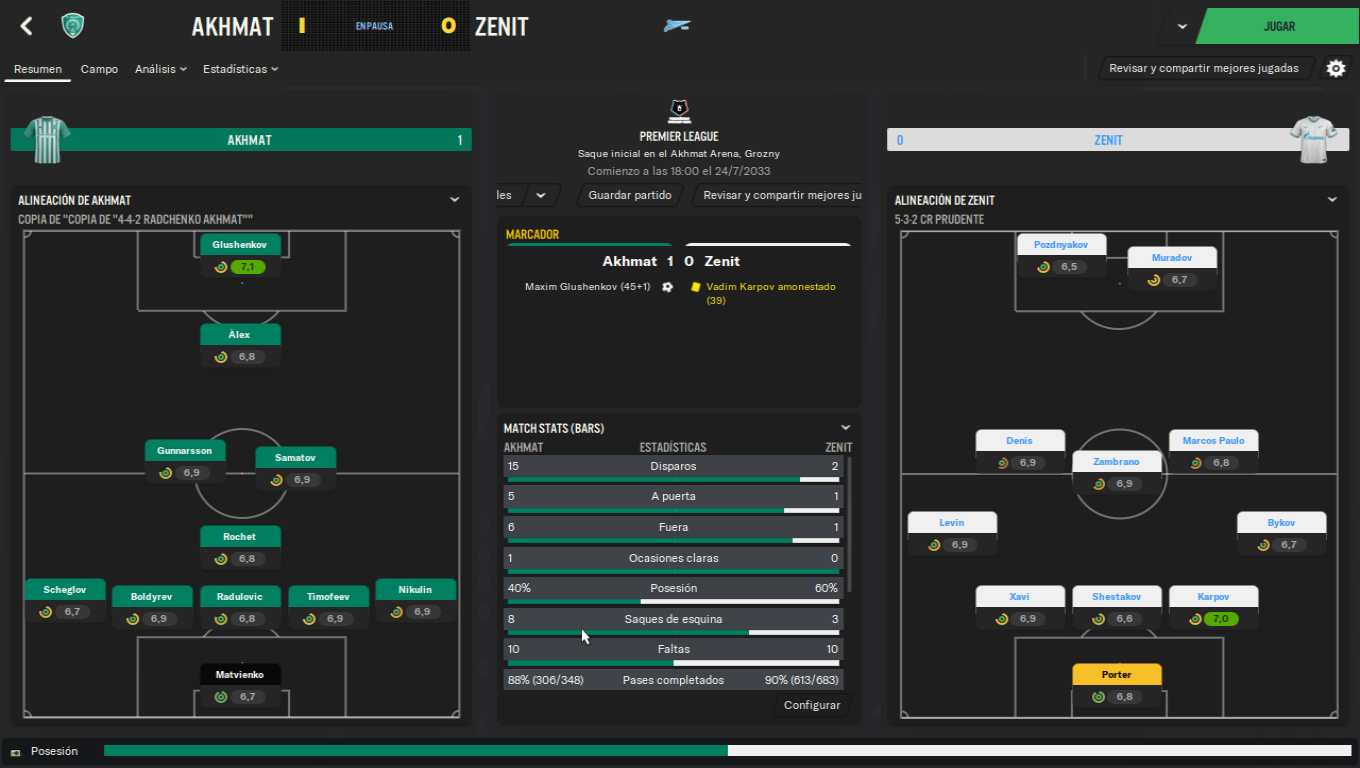 AKHMAT 1 EN PAUSA 0 ZENIT
JUGAR
Resumen Campo Análisis Estadísticas
Revisar y compartir mejores jugadas
AKHMAT 1
PREMIER LEAGUE
Saque inicial en el Akhmat Arena, Grozny
Comienzo a las 18:00 el 24/7/2033
les Guardar partido Revisar y compartir mejores ju
0 ZENIT
ALINEACIÓN DE AKHMAT
COPIA DE "COPIA DE "4-4-2 RADCHENKO AKHMAT""
Glushenkov
7,1
Àlex
6,8
Gunnarsson
6,9
Samatov
6,9
Rochet
6,8
Scheglov
6,7
Boldyrev
6,9
Radulovic
6,8
Timofeev
6,9
Nikulin
6,9
Matvienko
6,7
MARCADOR
Akhmat 1 0 Zenit
Maxim Glushenkov (45+1)
Vadim Karpov amonestado
(39)
MATCH STATS (BARS)
AKHMAT ESTADÍSTICAS ZENIT
15 Disparos 2
5 A puerta 1
6 Fuera 1
1 Ocasiones claras 0
40% Posesión 60%
8 Saques de esquina 3
10 Faltas 10
88% (306/348) Pases completados 90% (613/683)
Configurar
ALINEACIÓN DE ZENIT
5-3-2 CR PRUDENTE
Pozdnyakov
6,5
Muradov
6,7
Denis
6,9
Zambrano
6,9
Marcos Paulo
6,8
Levin
6,9
Bykov
6,7
Xavi
6,9
Shestakov
6,6
Karpov
7,0
Porter
6,8
Posesión